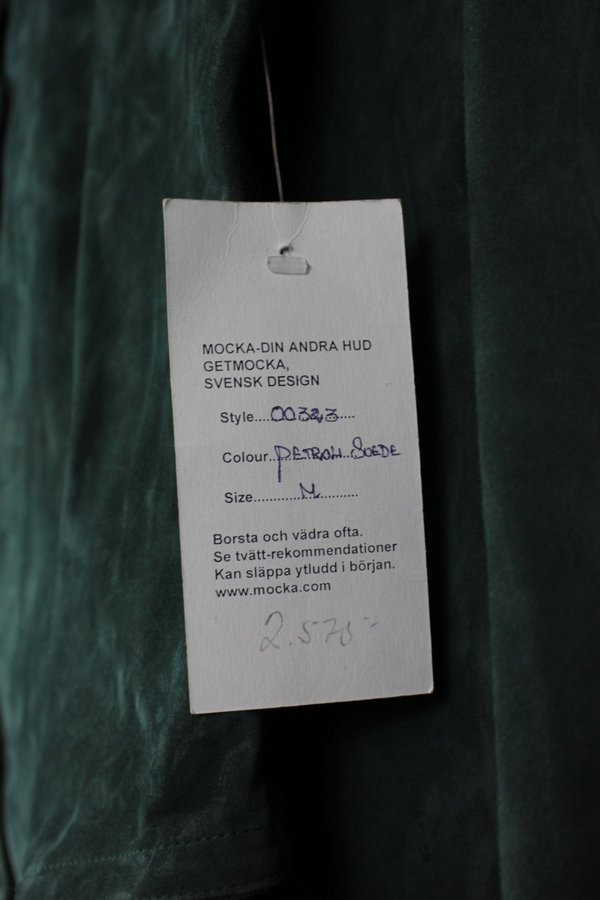 MOCKA-DIN ANDRA HUD
GETMOCKA,
SVENSK DESIGN
Style....00323.....
Colour..PETROL SUEDE
Size............M..........
Borsta och vädra ofta.
Se tvätt-rekommendationer
Kan släppa ytludd i början.
www.mocka.com
2.575-